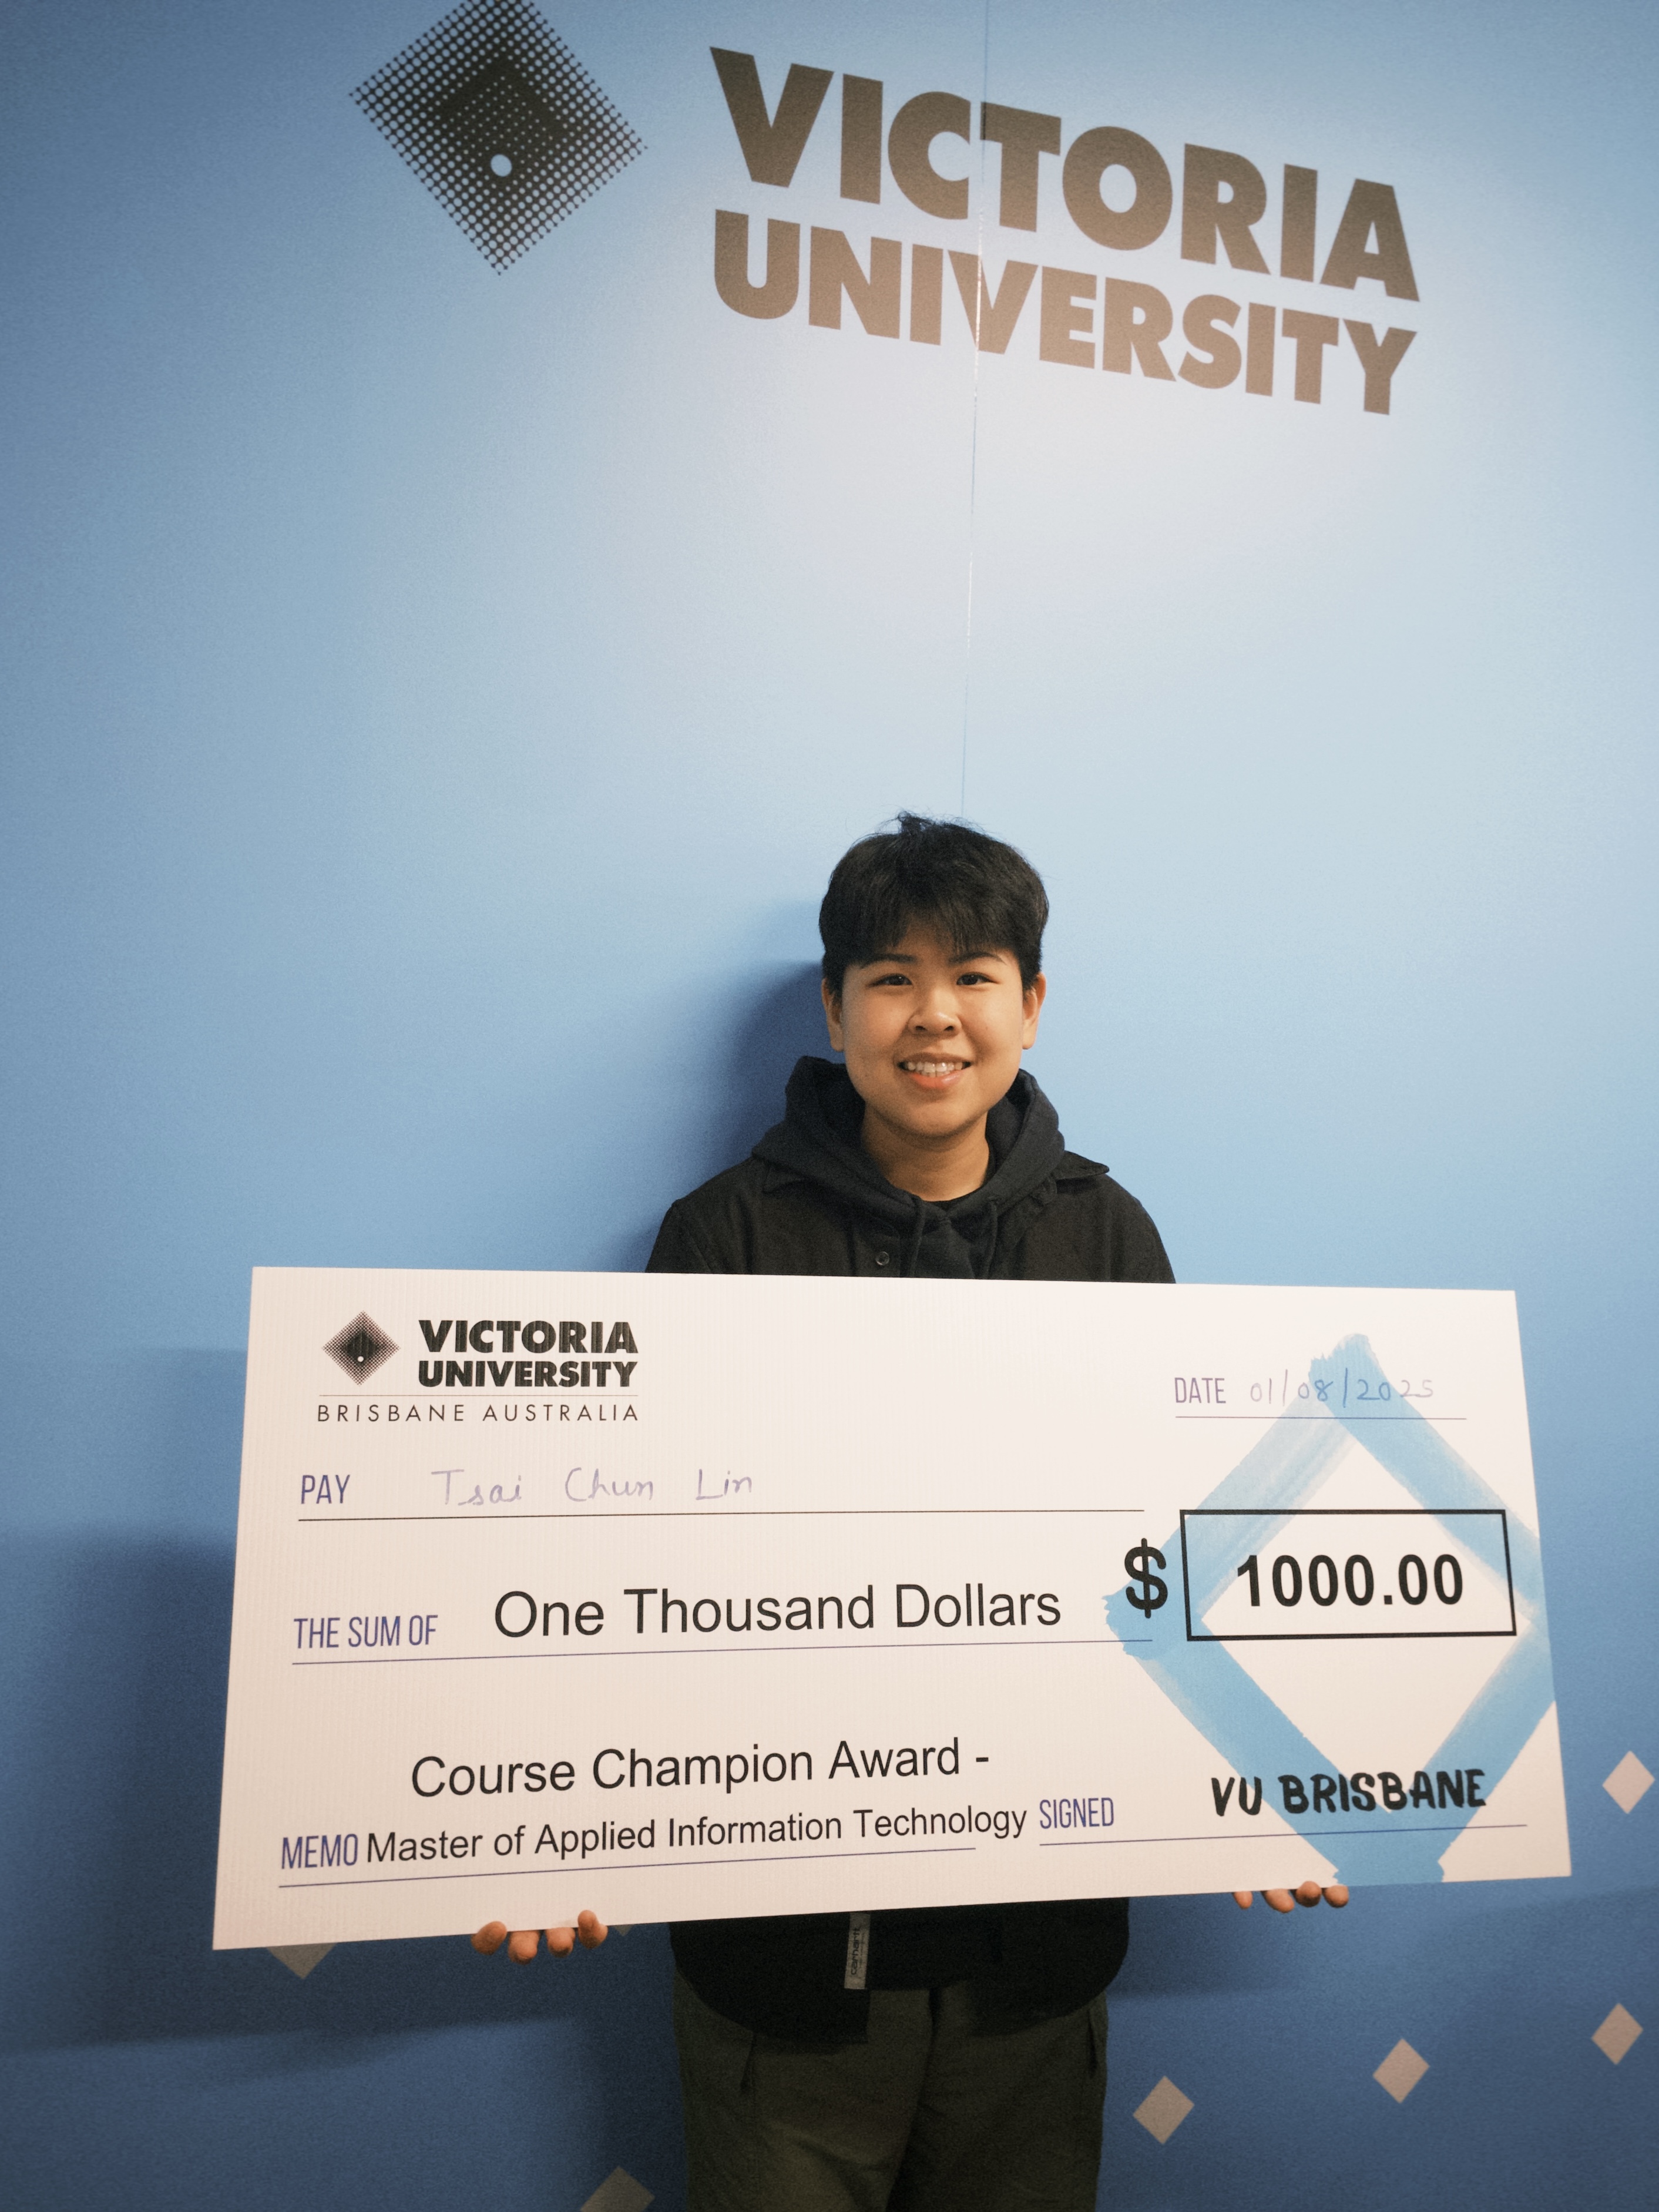 VICTORIA
UNIVERSITY
VICTORIA
UNIVERSITY
BRISBANE AUSTRALIA
DATE 01/08/2025
PAY Tsai Chun Lin
$ 1000.00
THE SUM OF One Thousand Dollars
Course Champion Award -
MEMO Master of Applied Information Technology
SIGNED VU BRISBANE
carhartt